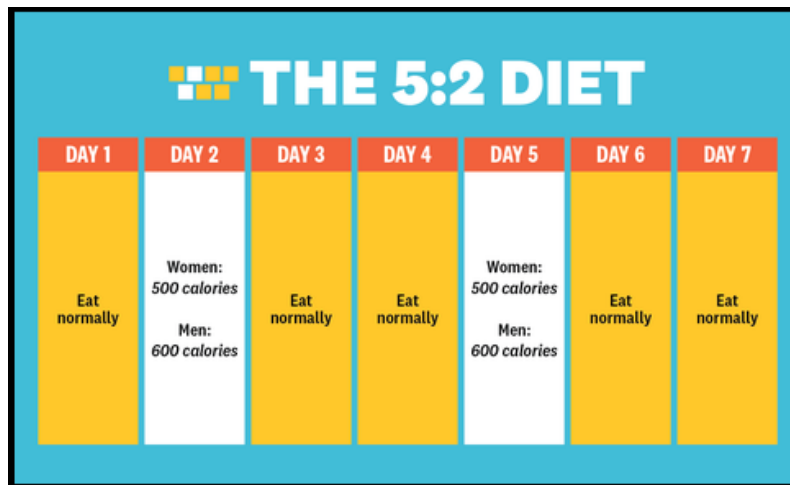 THE 5:2 DIET
DAY 1
Eat
normally
DAY 2
Women:
500 calories
Men:
600 calories
DAY 3
Eat
normally
DAY 4
Eat
normally
DAY 5
Women:
500 calories
Men:
600 calories
DAY 6
Eat
normally
DAY 7
Eat
normally